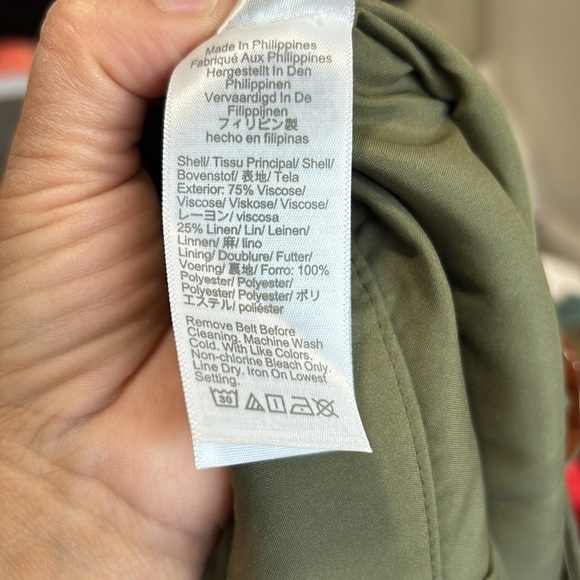 Made In Philippines
Fabriqué Aux Philippines
Hergestellt In Den
Philippinen
Vervaardigd In De
Filippijnen
フィリピン製
hecho en filipinas
Shell/ Tissu Principal/ Shell/
Bovenstof/ 表地/ Tela
Exterior: 75% Viscose/
Viscose/ Viskose/ Viscose/
レーヨン/ viscosa
25% Linen/ Lin/ Leinen/
Linnen/ 麻/ lino
Lining/ Doublure/ Futter/
Voering/ 裏地/ Forro: 100%
Polyester/ Polyester/
Polyester/ Polyester/ ポリ
エステル/ poliéster
Remove Belt Before
Cleaning. Machine Wash
Cold. With Like Colors.
Non-chlorine Bleach Only.
Line Dry. Iron On Lowest
Setting.
30